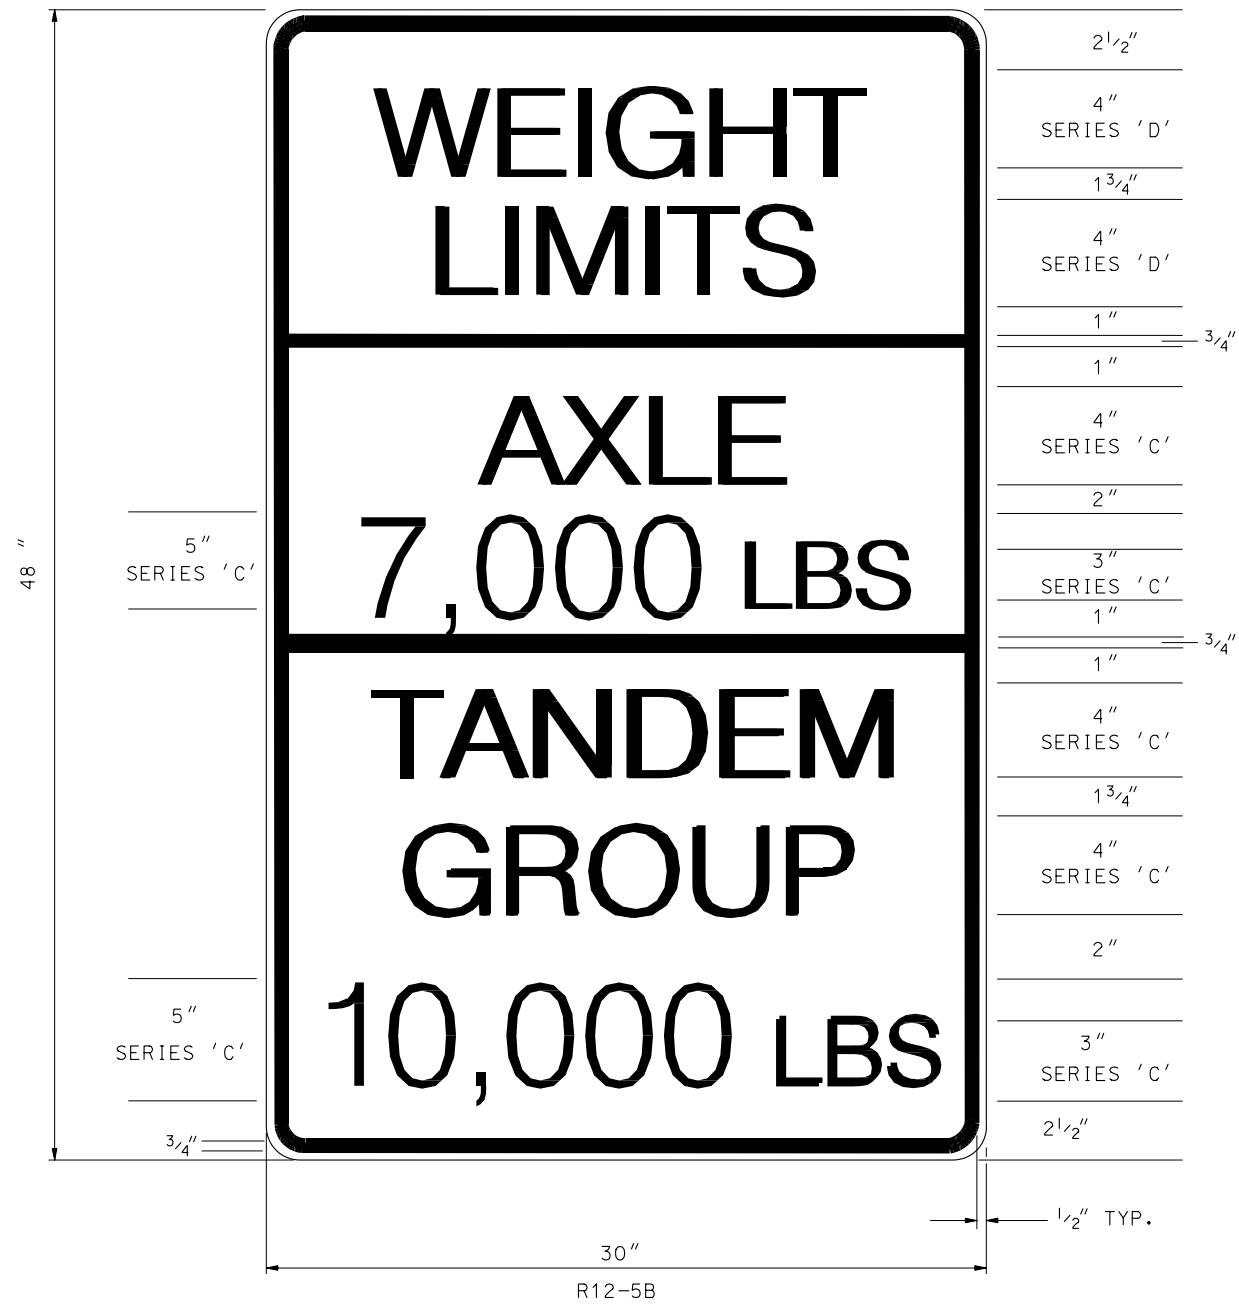 WEIGHT
LIMITS
AXLE
7,000 LBS
TANDEM
GROUP
10,000 LBS
2 1/2"
4"
SERIES 'D'
1 3/4"
4"
SERIES 'D'
1"
3/4"
1"
4"
SERIES 'C'
2"
3"
SERIES 'C'
1"
3/4"
1"
4"
SERIES 'C'
1 3/4"
4"
SERIES 'C'
2"
3"
SERIES 'C'
2 1/2"
48 "
5"
SERIES 'C'
5"
SERIES 'C'
3/4"
1/2" TYP.
30"
R12-5B